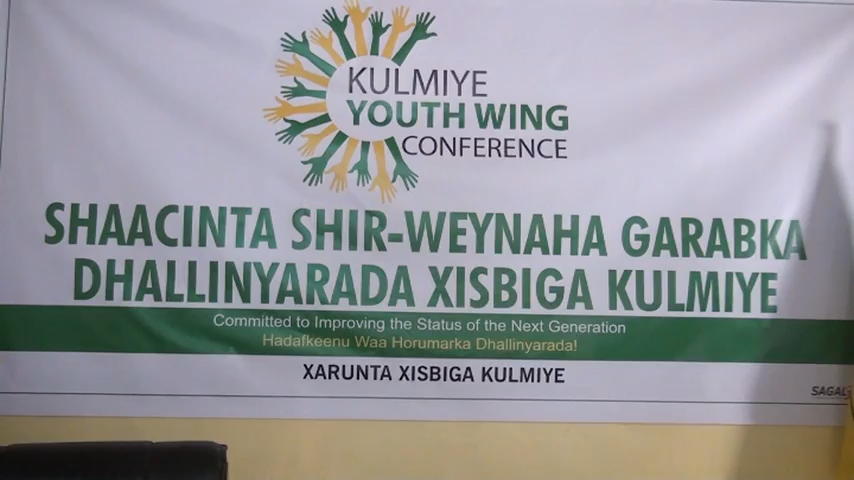 KULMIYE
YOUTH WING
CONFERENCE
SHAACINTA SHIR-WEYNAHA GARABKA
DHALLINYARADA XISBIGA KULMIYE
Committed to Improving the Status of the Next Generation
Hadafkeenu Waa Horumarka Dhallinyarada!
XARUNTA XISBIGA KULMIYE
SAGAL